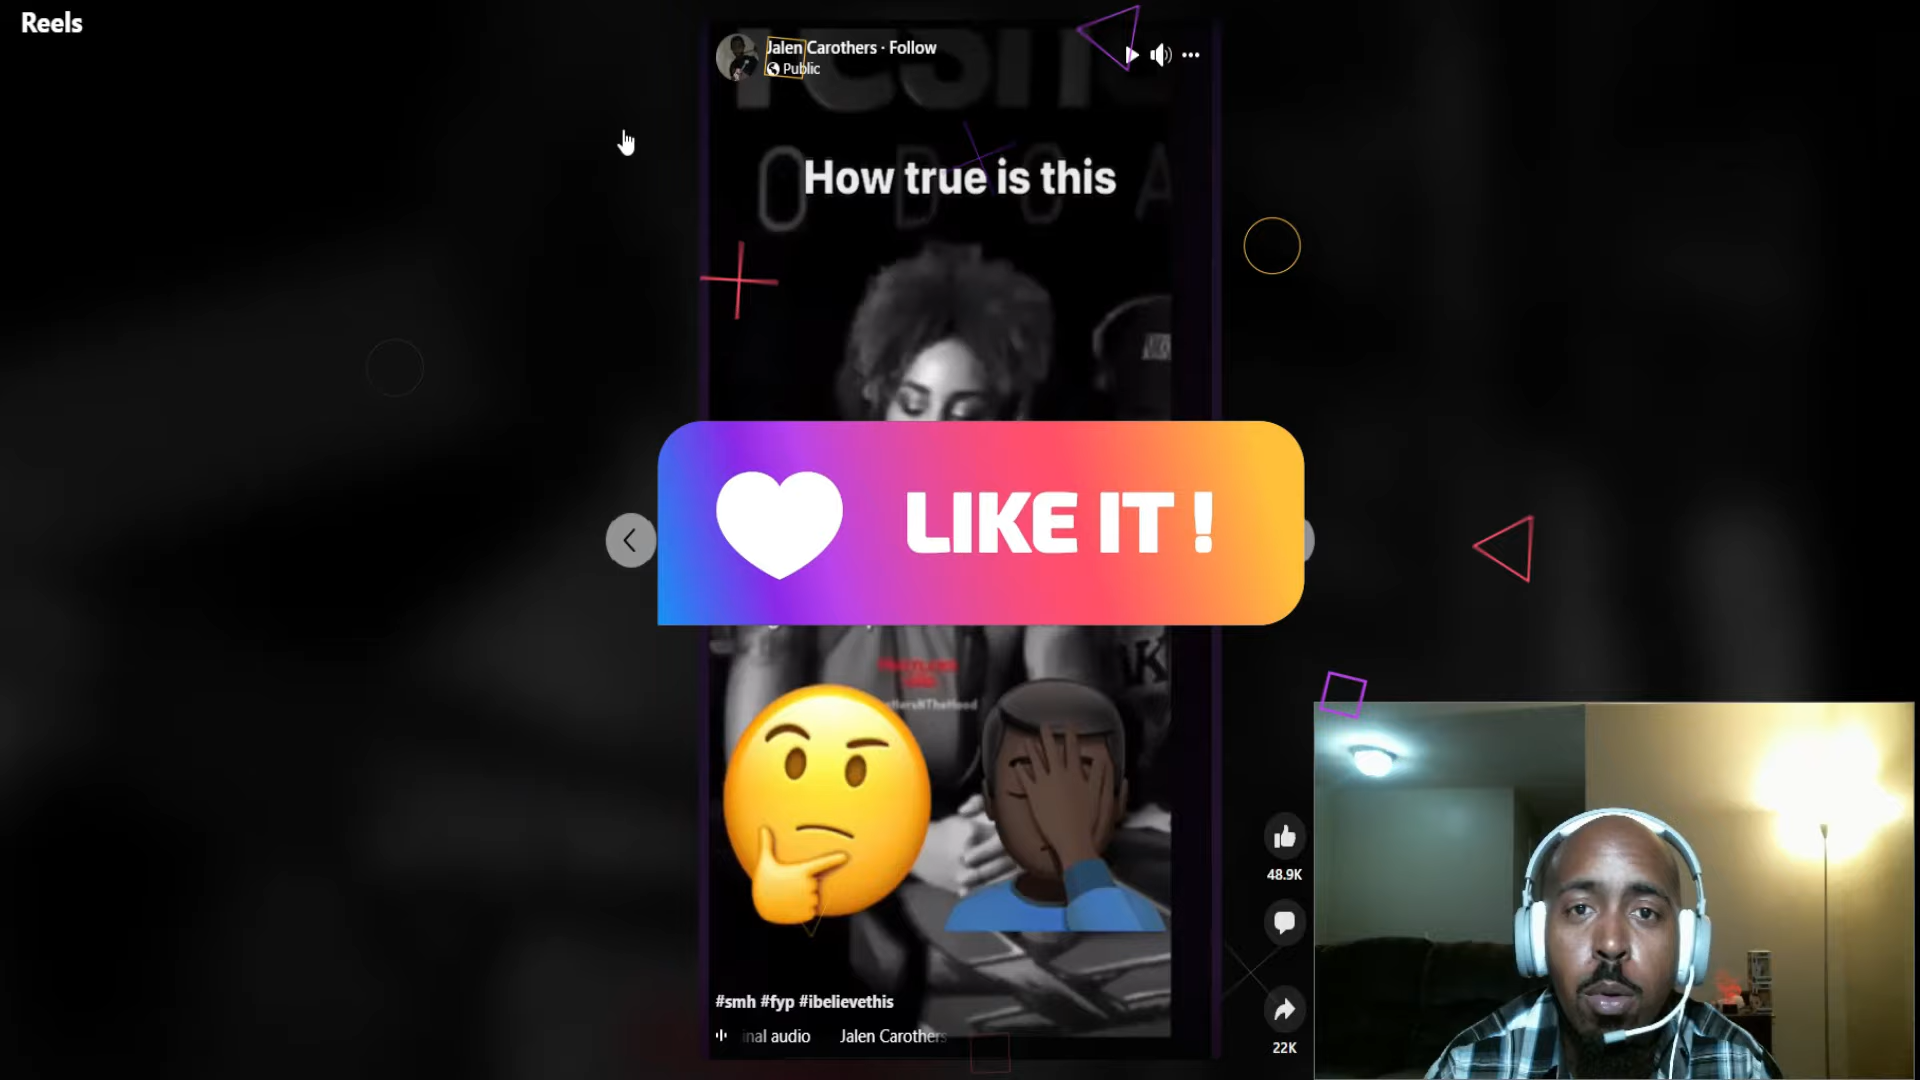 Reels
Jalen Carothers · Follow
Public
How true is this
LIKE IT !
48.9K
22K
#smh #fyp #ibelievethis
inal audio Jalen Carothers